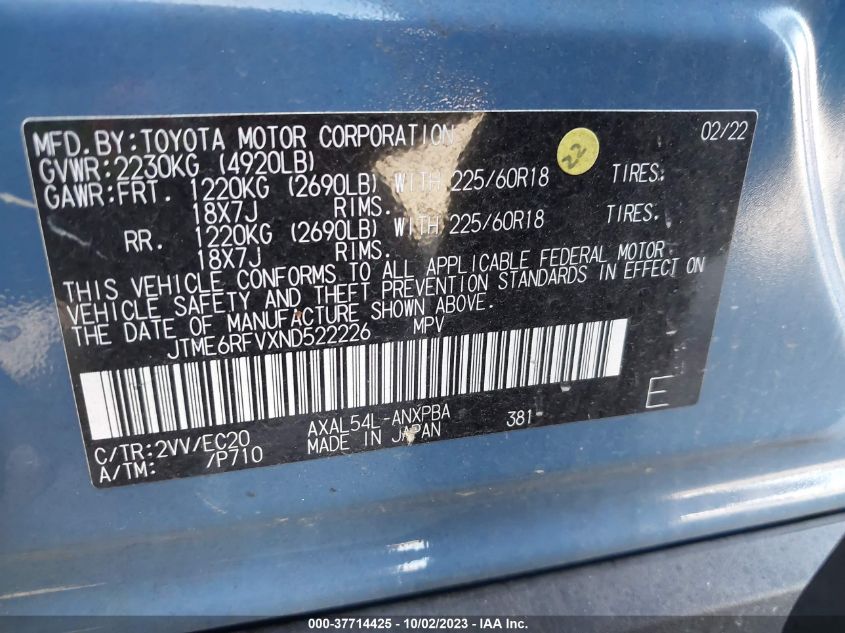 MFD.BY:TOYOTA MOTOR CORPORATION 02/22
GVWR:2230KG (4920LB) 22
GAWR:FRT. 1220KG (2690LB) WITH 225/60R18 TIRES.
18X7J RIMS.
RR. 1220KG (2690LB) WITH 225/60R18 TIRES.
18X7J RIMS.
THIS VEHICLE CONFORMS TO ALL APPLICABLE FEDERAL MOTOR
VEHICLE SAFETY AND THEFT PREVENTION STANDARDS IN EFFECT ON
THE DATE OF MANUFACTURE SHOWN ABOVE.
JTME6RFVXND522226 MPV
E
C/TR:2VV/EC20 AXAL54L-ANXPBA 381
A/TM: /P710 MADE IN JAPAN
000-37714425 - 10/02/2023 - IAA Inc.